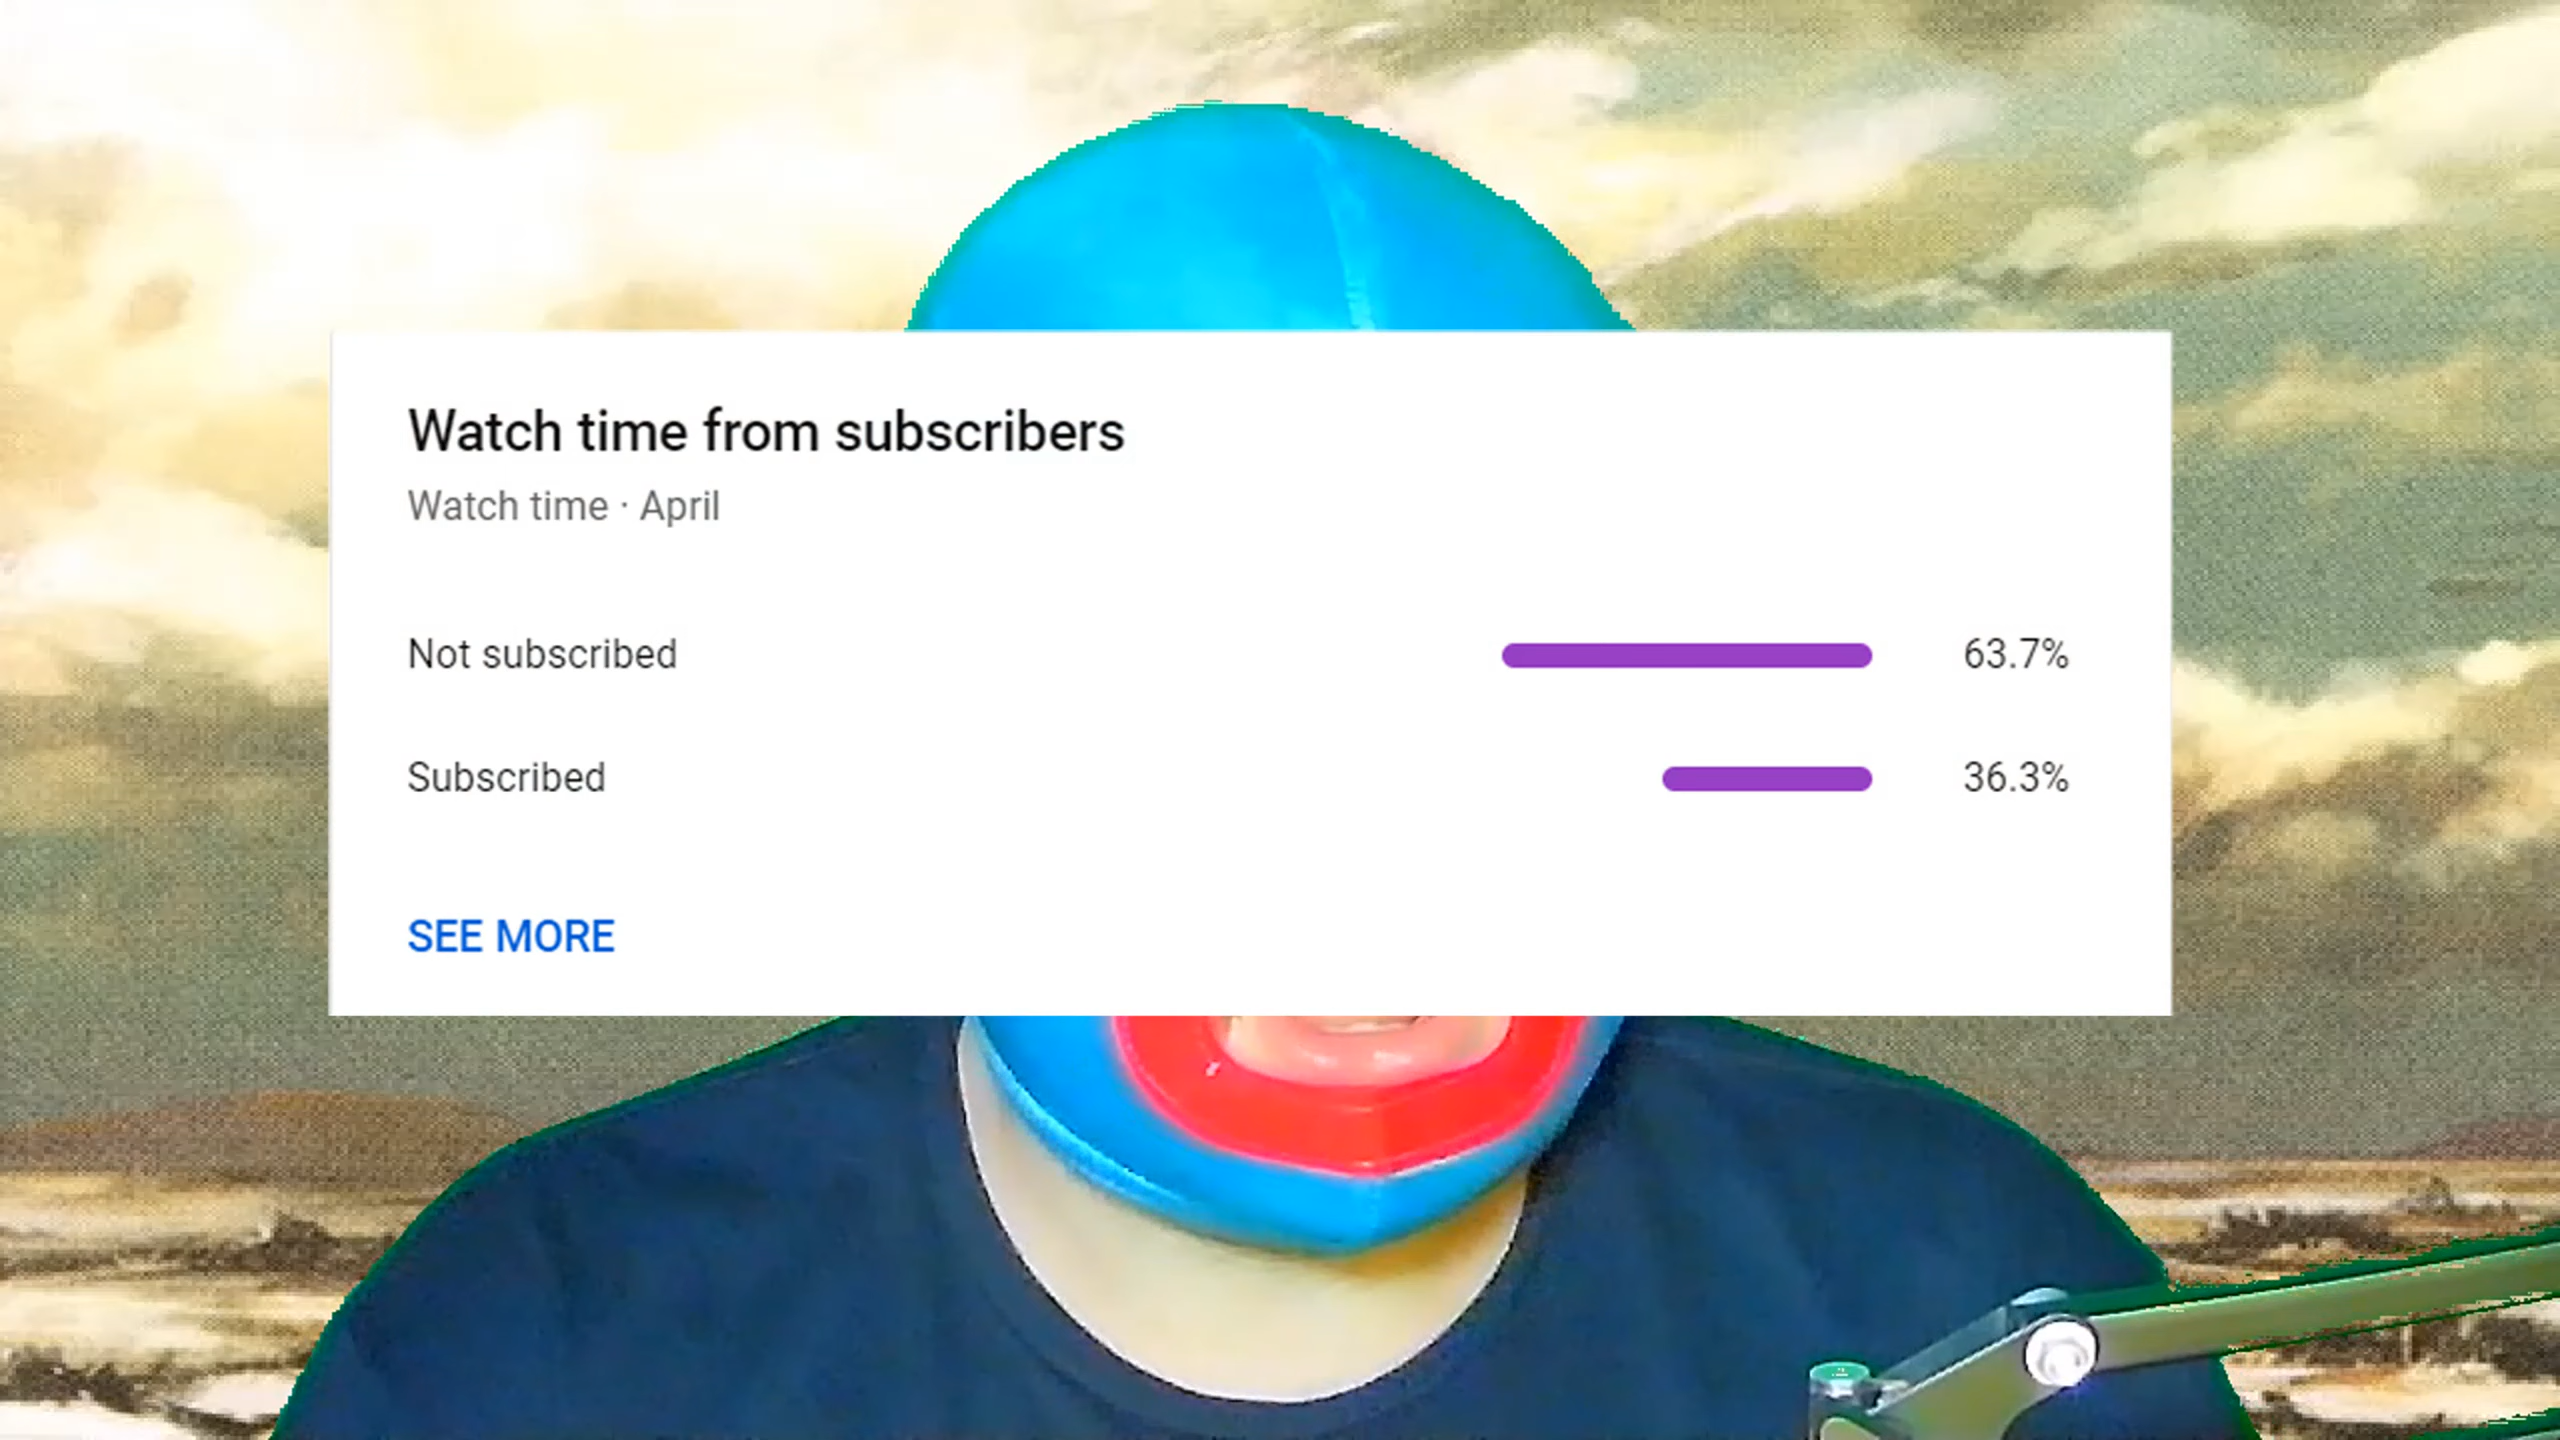 Watch time from subscribers
Watch time · April
Not subscribed 63.7%
Subscribed 36.3%
SEE MORE